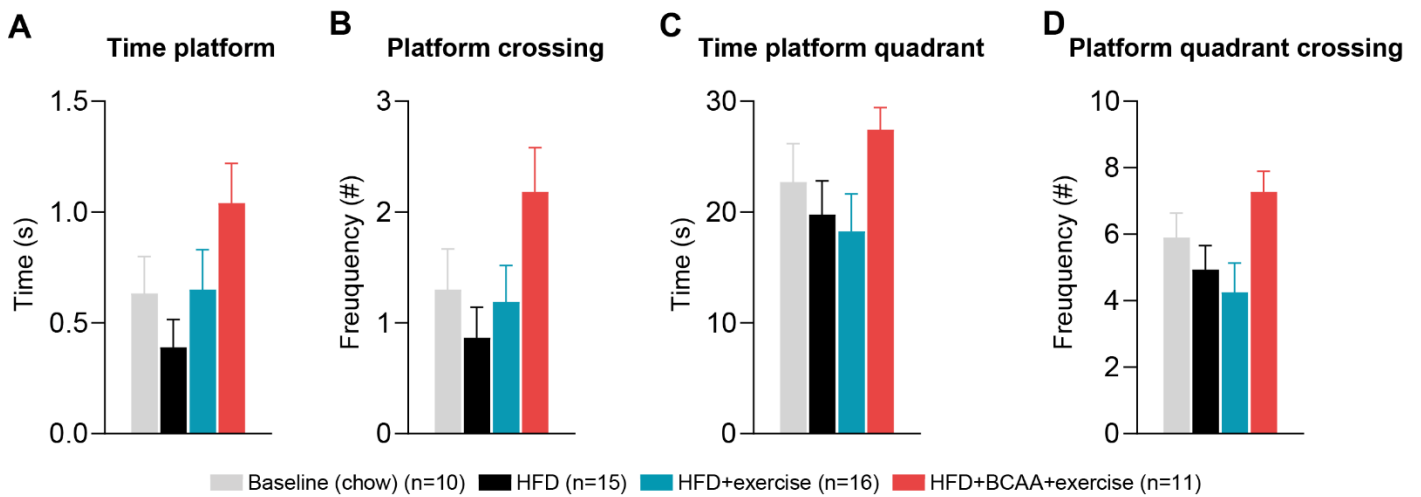 A
Time platform
Time (s)
1.5
1.0
0.5
0.0
B
Platform crossing
Freuquency (#)
3
2
1
0
C
Time platform quadrant
Time (s)
30
20
10
0
D
Platform quadrant crossing
Freuquency (#)
10
8
6
4
2
0
Baseline (chow) (n=10) HFD (n=15) HFD+exercise (n=16) HFD+BCAA+exercise (n=11)